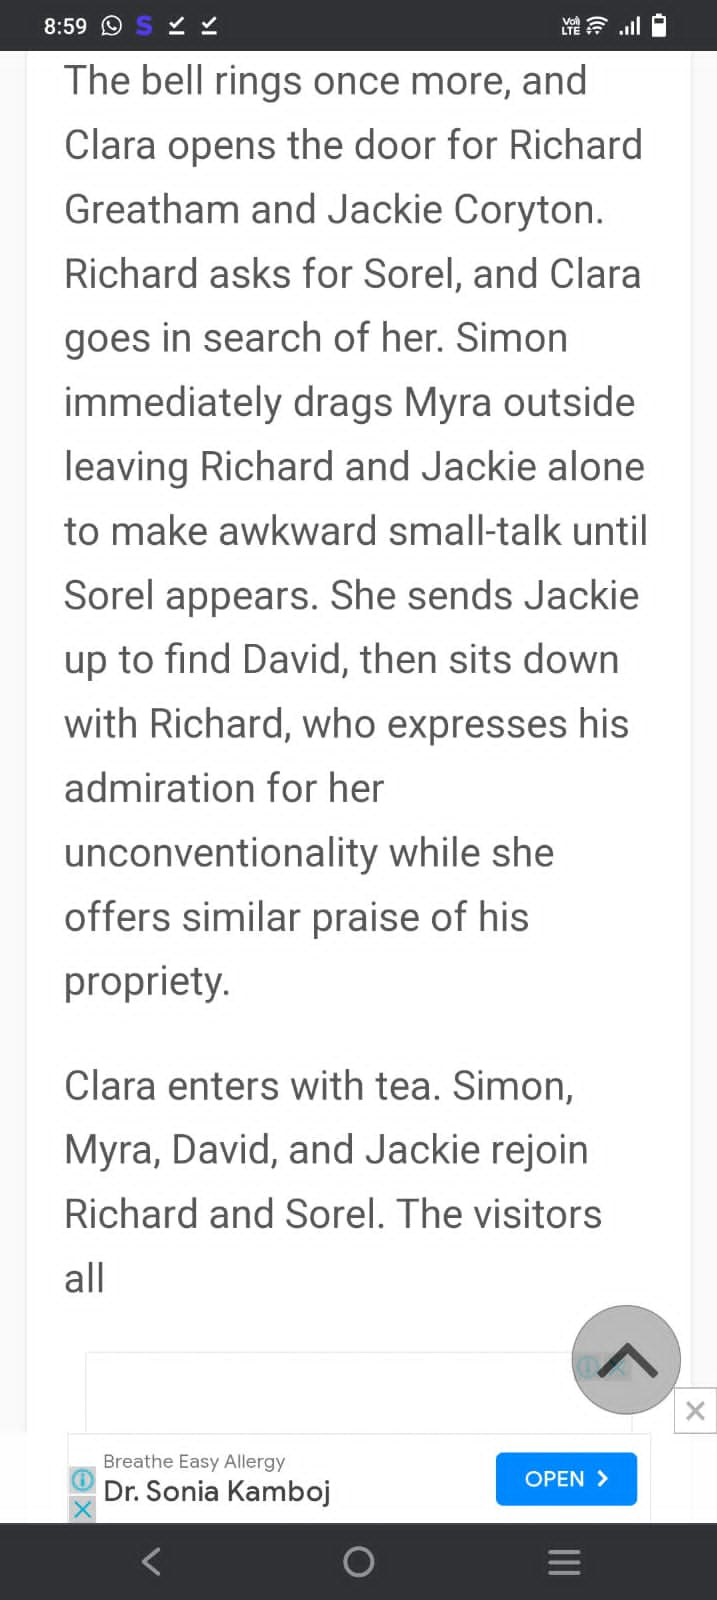 8:59 S
Vo) LTE
The bell rings once more, and
Clara opens the door for Richard
Greatham and Jackie Coryton.
Richard asks for Sorel, and Clara
goes in search of her. Simon
immediately drags Myra outside
leaving Richard and Jackie alone
to make awkward small-talk until
Sorel appears. She sends Jackie
up to find David, then sits down
with Richard, who expresses his
admiration for her
unconventionality while she
offers similar praise of his
propriety.
Clara enters with tea. Simon,
Myra, David, and Jackie rejoin
Richard and Sorel. The visitors
all
Breathe Easy Allergy
Dr. Sonia Kamboj
OPEN